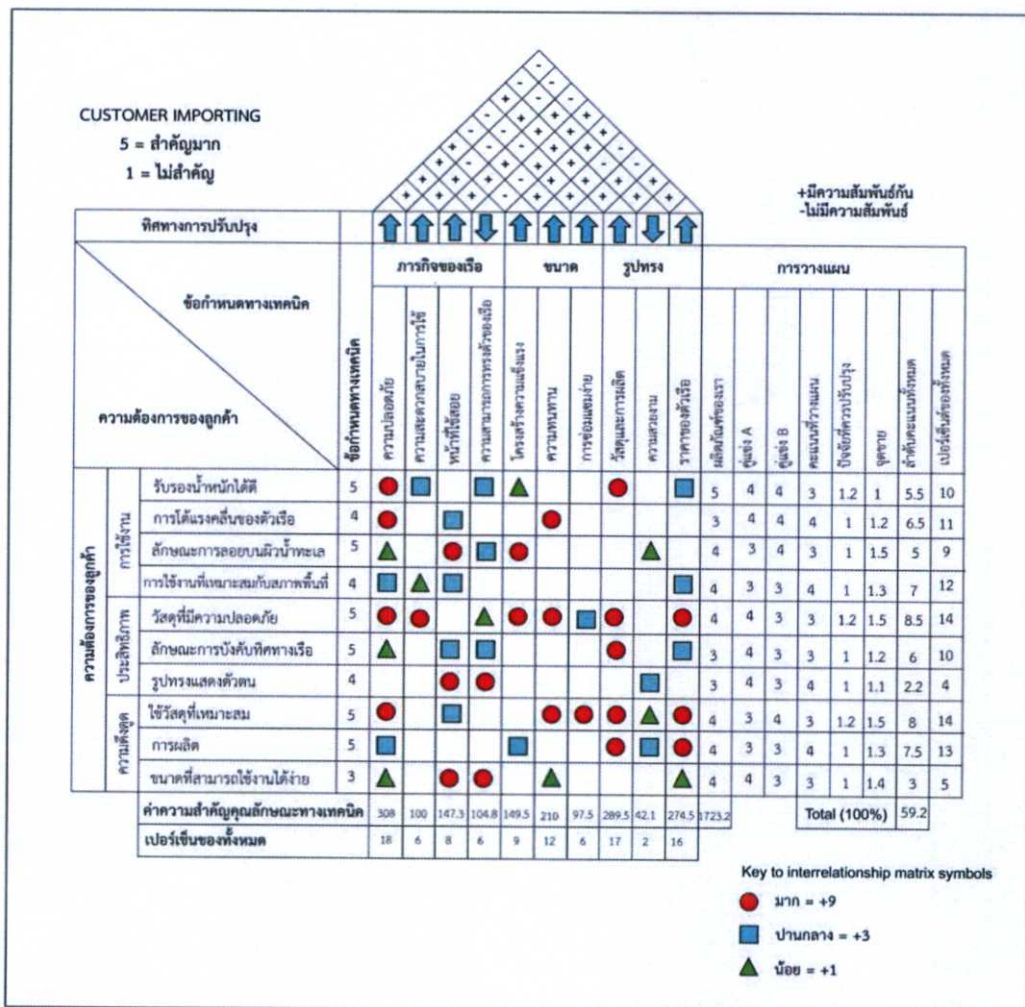 CUSTOMER IMPORTING
5 = สำคัญมาก
1 = ไม่สำคัญ
+มีความสัมพันธ์กัน
-ไม่มีความสัมพันธ์
ทิศทางการปรับปรุง
ภารกิจของเรือ ขนาด รูปทรง การวางแผน
ข้อกำหนดทางเทคนิค
ความต้องการของลูกค้า
ข้อกำหนดทางเทคนิค
ความปลอดภัย
ความสะดวกสบายในการใช้
หน้าที่ใช้สอย
ความสามารถการทรงตัวของเรือ
โครงสร้างความแข็งแรง
ความทนทาน
การซ่อมแซมง่าย
วัสดุและการผลิต
ความสวยงาม
ราคาของตัวเรือ
ผลิตภัณฑ์ของเรา
คู่แข่ง A
คู่แข่ง B
คะแนนที่วางแผน
ปัจจัยที่ควรปรับปรุง
จุดขาย
ลำดับคะแนนทั้งหมด
เปอร์เซ็นต์ของทั้งหมด
ความต้องการของลูกค้า
การใช้งาน
รับรองน้ำหนักได้ดี 5 5 4 4 3 1.2 1 5.5 10
การโต้แรงคลื่นของตัวเรือ 4 3 4 4 4 1 1.2 6.5 11
ลักษณะการลอยบนผิวน้ำทะเล 5 4 3 4 3 1 1.5 5 9
การใช้งานที่เหมาะสมกับสภาพพื้นที่ 4 4 3 3 4 1 1.3 7 12
ประสิทธิภาพ
วัสดุที่มีความปลอดภัย 5 4 4 3 3 1.2 1.5 8.5 14
ลักษณะการบังคับทิศทางเรือ 5 3 4 3 3 1 1.2 6 10
รูปทรงแสดงตัวตน 4 3 4 3 4 1 1.1 2.2 4
ความดึงดูด
ใช้วัสดุที่เหมาะสม 5 4 3 4 3 1.2 1.5 8 14
การผลิต 5 4 3 3 4 1 1.3 7.5 13
ขนาดที่สามารถใช้งานได้ง่าย 3 4 4 3 3 1 1.4 3 5
ค่าความสำคัญคุณลักษณะทางเทคนิค 308 100 147.3 104.8 149.5 210 97.5 289.5 42.1 274.5 1723.2 Total (100%) 59.2
เปอร์เซ็นของทั้งหมด 18 6 8 6 9 12 6 17 2 16
Key to interrelationship matrix symbols
มาก = +9
ปานกลาง = +3
น้อย = +1